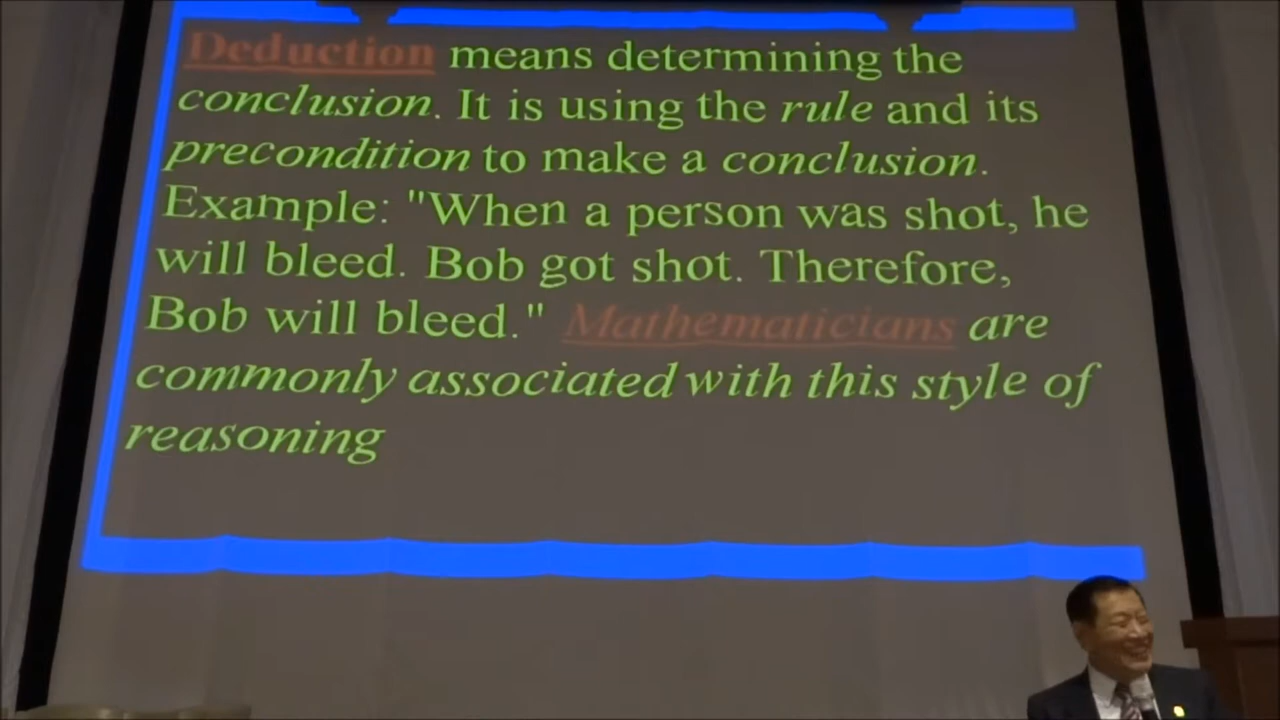 Deduction means determining the
conclusion. It is using the rule and its
precondition to make a conclusion.
Example: "When a person was shot, he
will bleed. Bob got shot. Therefore,
Bob will bleed." Mathematicians are
commonly associated with this style of
reasoning